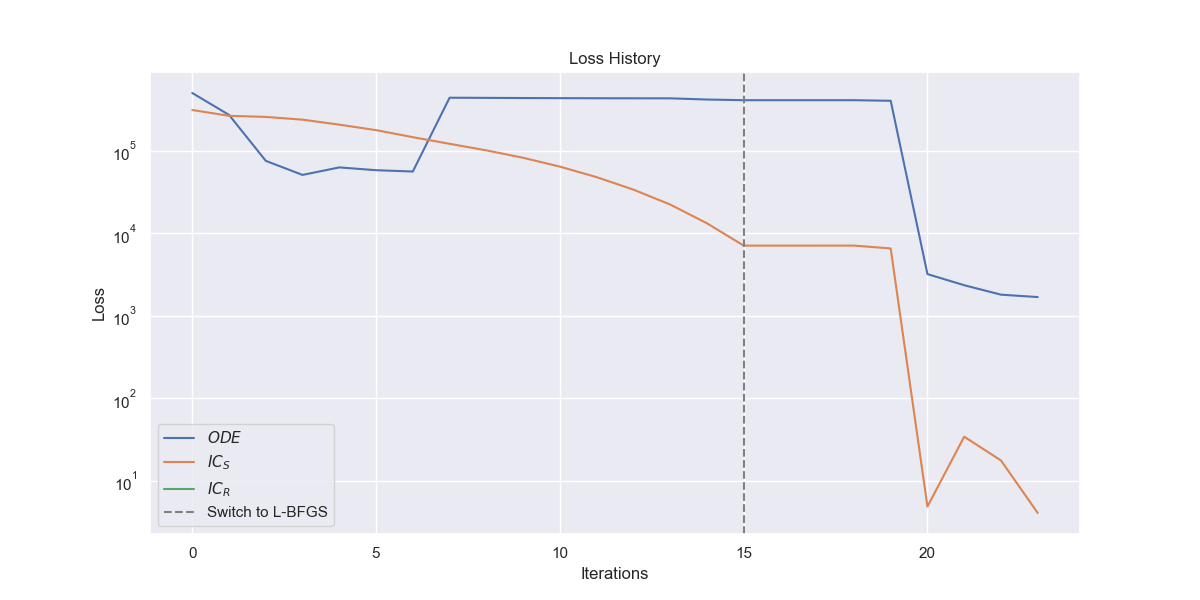 Loss History
Loss
10^5
10^4
10^3
10^2
10^1
ODE
IC_S
IC_R
Switch to L-BFGS
0 5 10 15 20
Iterations